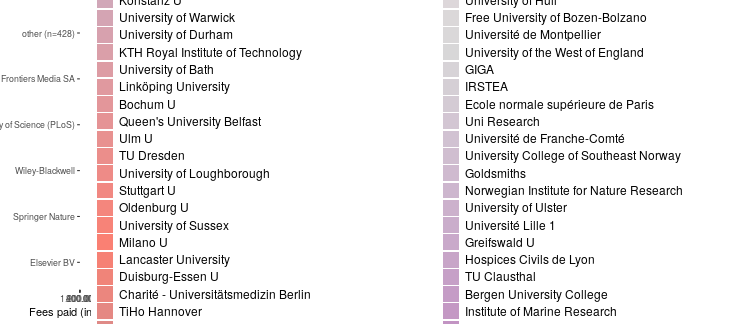 Konstanz U
University of Warwick
University of Durham
KTH Royal Institute of Technology
University of Bath
Linköping University
Bochum U
Queen's University Belfast
Ulm U
TU Dresden
University of Loughborough
Stuttgart U
Oldenburg U
University of Sussex
Milano U
Lancaster University
Duisburg-Essen U
Charité - Universitätsmedizin Berlin
TiHo Hannover
University of Hull
Free University of Bozen-Bolzano
Université de Montpellier
University of the West of England
GIGA
IRSTEA
Ecole normale supérieure de Paris
Uni Research
Université de Franche-Comté
University College of Southeast Norway
Goldsmiths
Norwegian Institute for Nature Research
University of Ulster
Université Lille 1
Greifswald U
Hospices Civils de Lyon
TU Clausthal
Bergen University College
Institute of Marine Research
other (n=428)
Frontiers Media SA
y of Science (PLoS)
Wiley-Blackwell
Springer Nature
Elsevier BV
Fees paid (in